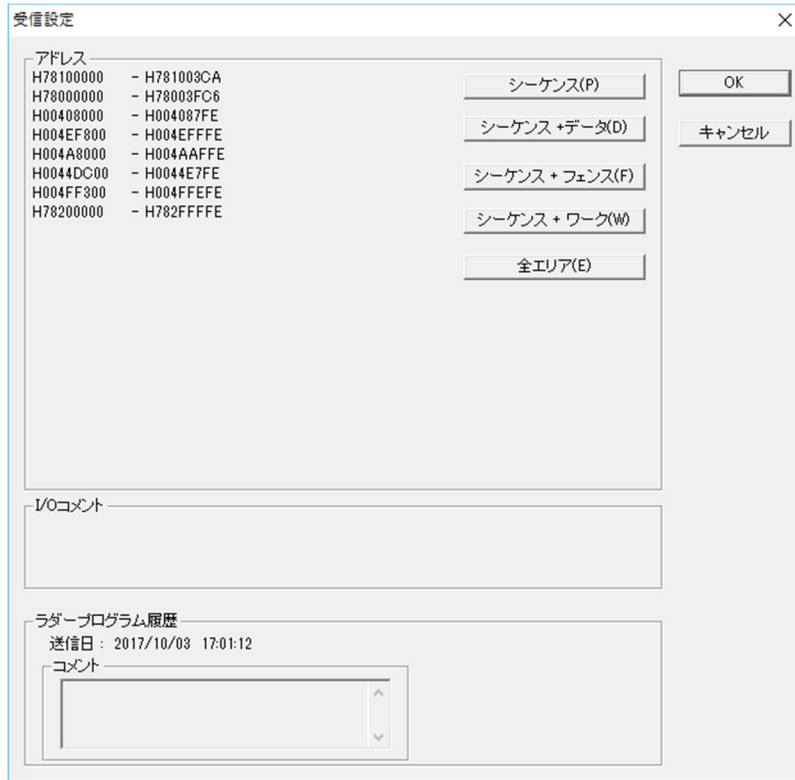 受信設定
アドレス
H78100000 - H781003CA
H78000000 - H78003FC6
H00408000 - H004087FE
H004EF800 - H004EFFFE
H004A8000 - H004AAFFE
H0044DC00 - H0044E7FE
H004FF300 - H004FFEFE
H78200000 - H782FFFFE
シーケンス(P)
シーケンス +データ(D)
シーケンス + フェンス(F)
シーケンス + ワーク(W)
全エリア(E)
OK
キャンセル
I/Oコメント
ラダープログラム履歴
送信日 : 2017/10/03 17:01:12
コメント